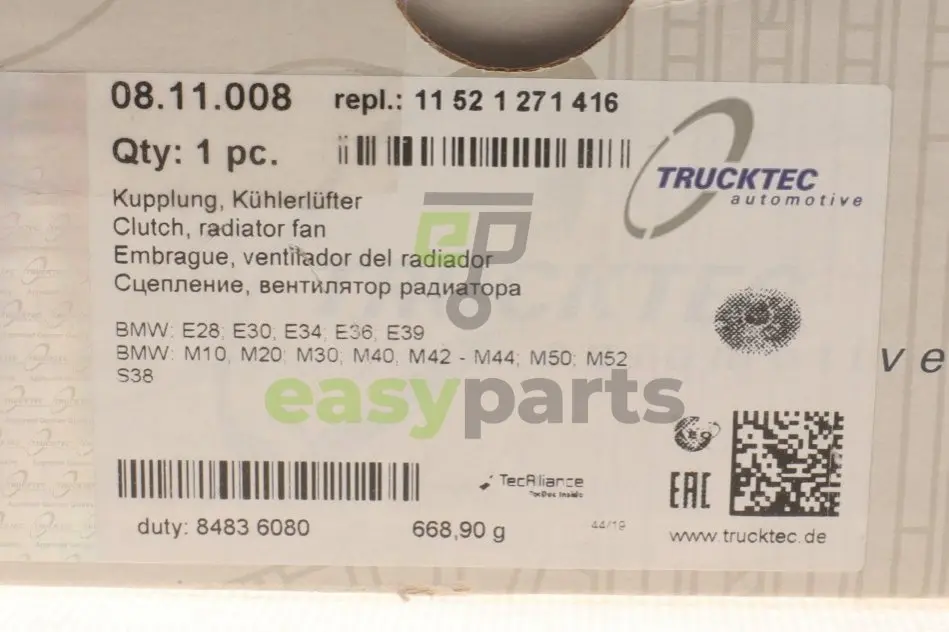 08.11.008 repl.: 11 52 1 271 416
Qty: 1 pc.
TRUCKTEC
automotive
Kupplung, Kühlerlüfter
Clutch, radiator fan
Embrague, ventilador del radiador
Сцепление, вентилятор радиатора
BMW: E28; E30, E34; E36, E39
BMW: M10, M20; M30; M40, M42 - M44; M50; M52
S38
easyparts
ve
TecAlliance
TecDoc Inside
EAC
duty: 8483 6080 668,90 g 44/19 www.trucktec.de
TRUCKTEC